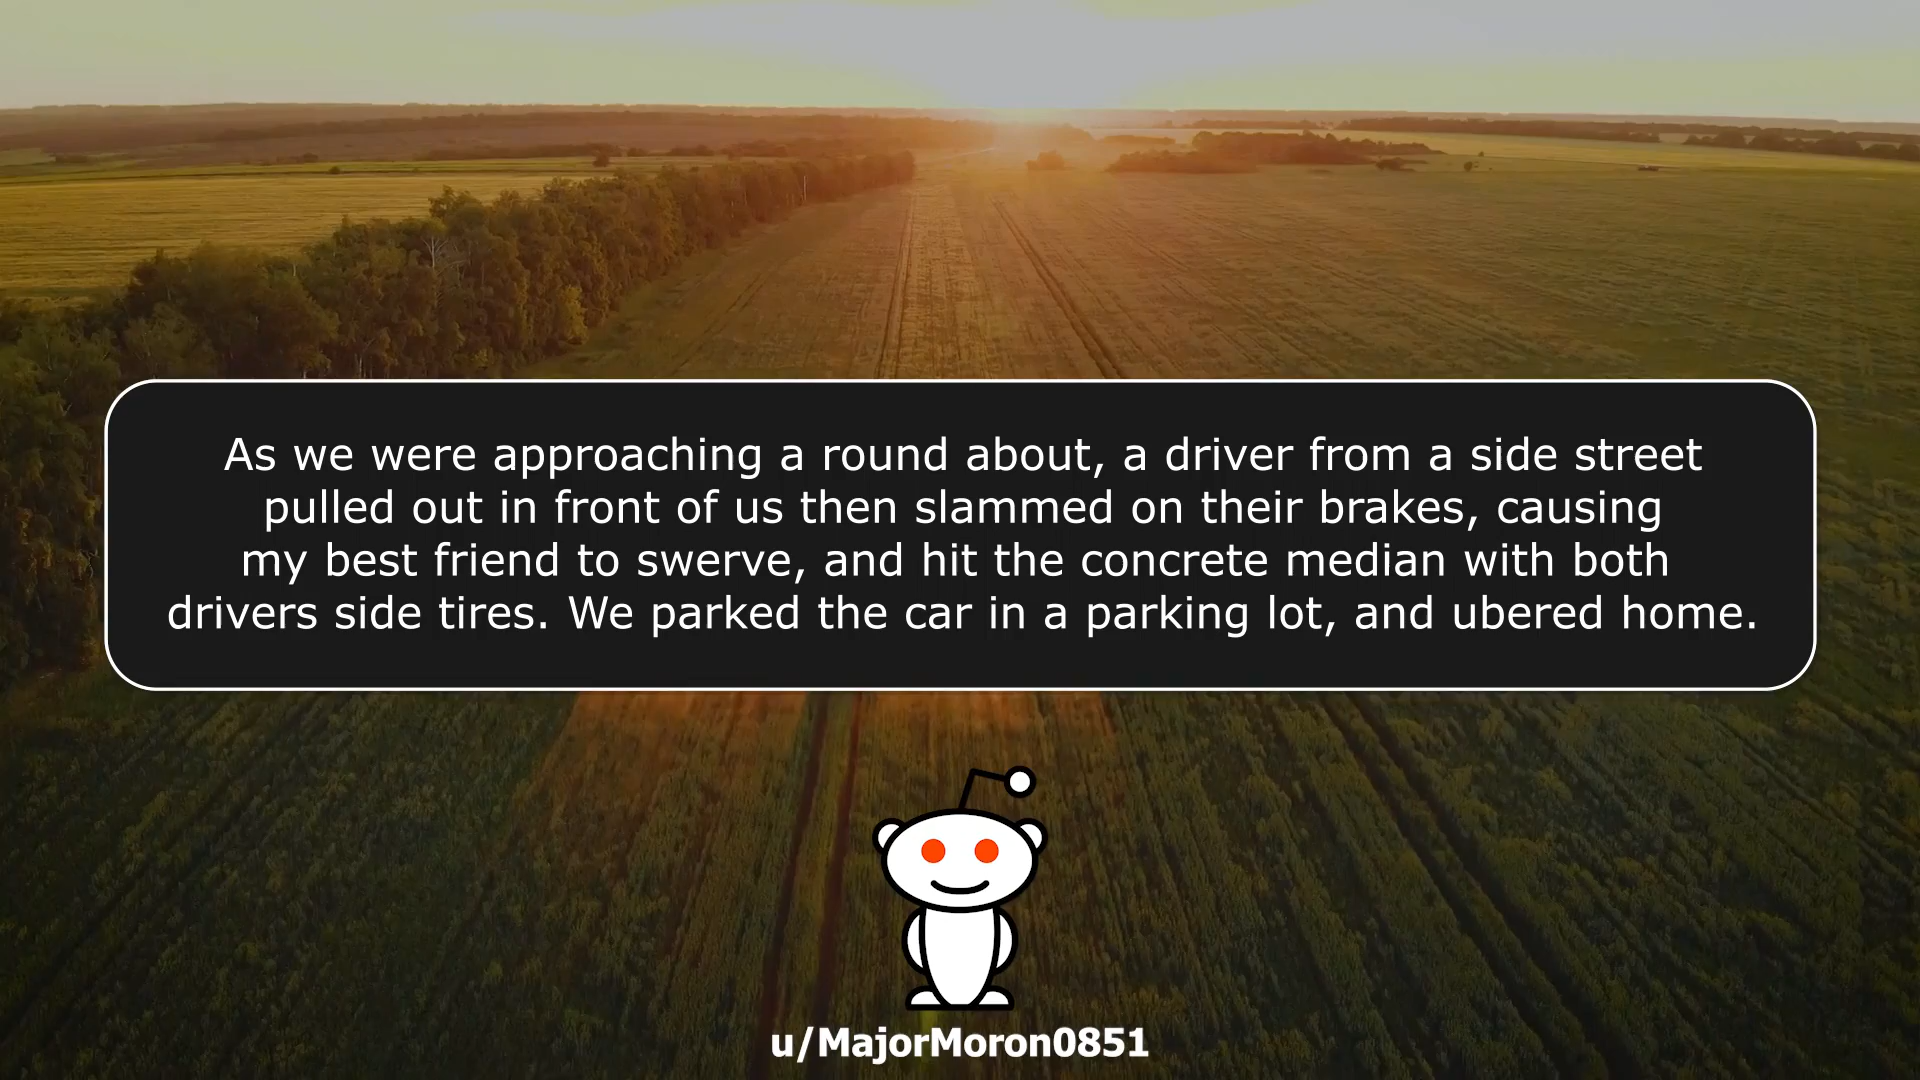 As we were approaching a round about, a driver from a side street
pulled out in front of us then slammed on their brakes, causing
my best friend to swerve, and hit the concrete median with both
drivers side tires. We parked the car in a parking lot, and ubered home.
u/MajorMoron0851